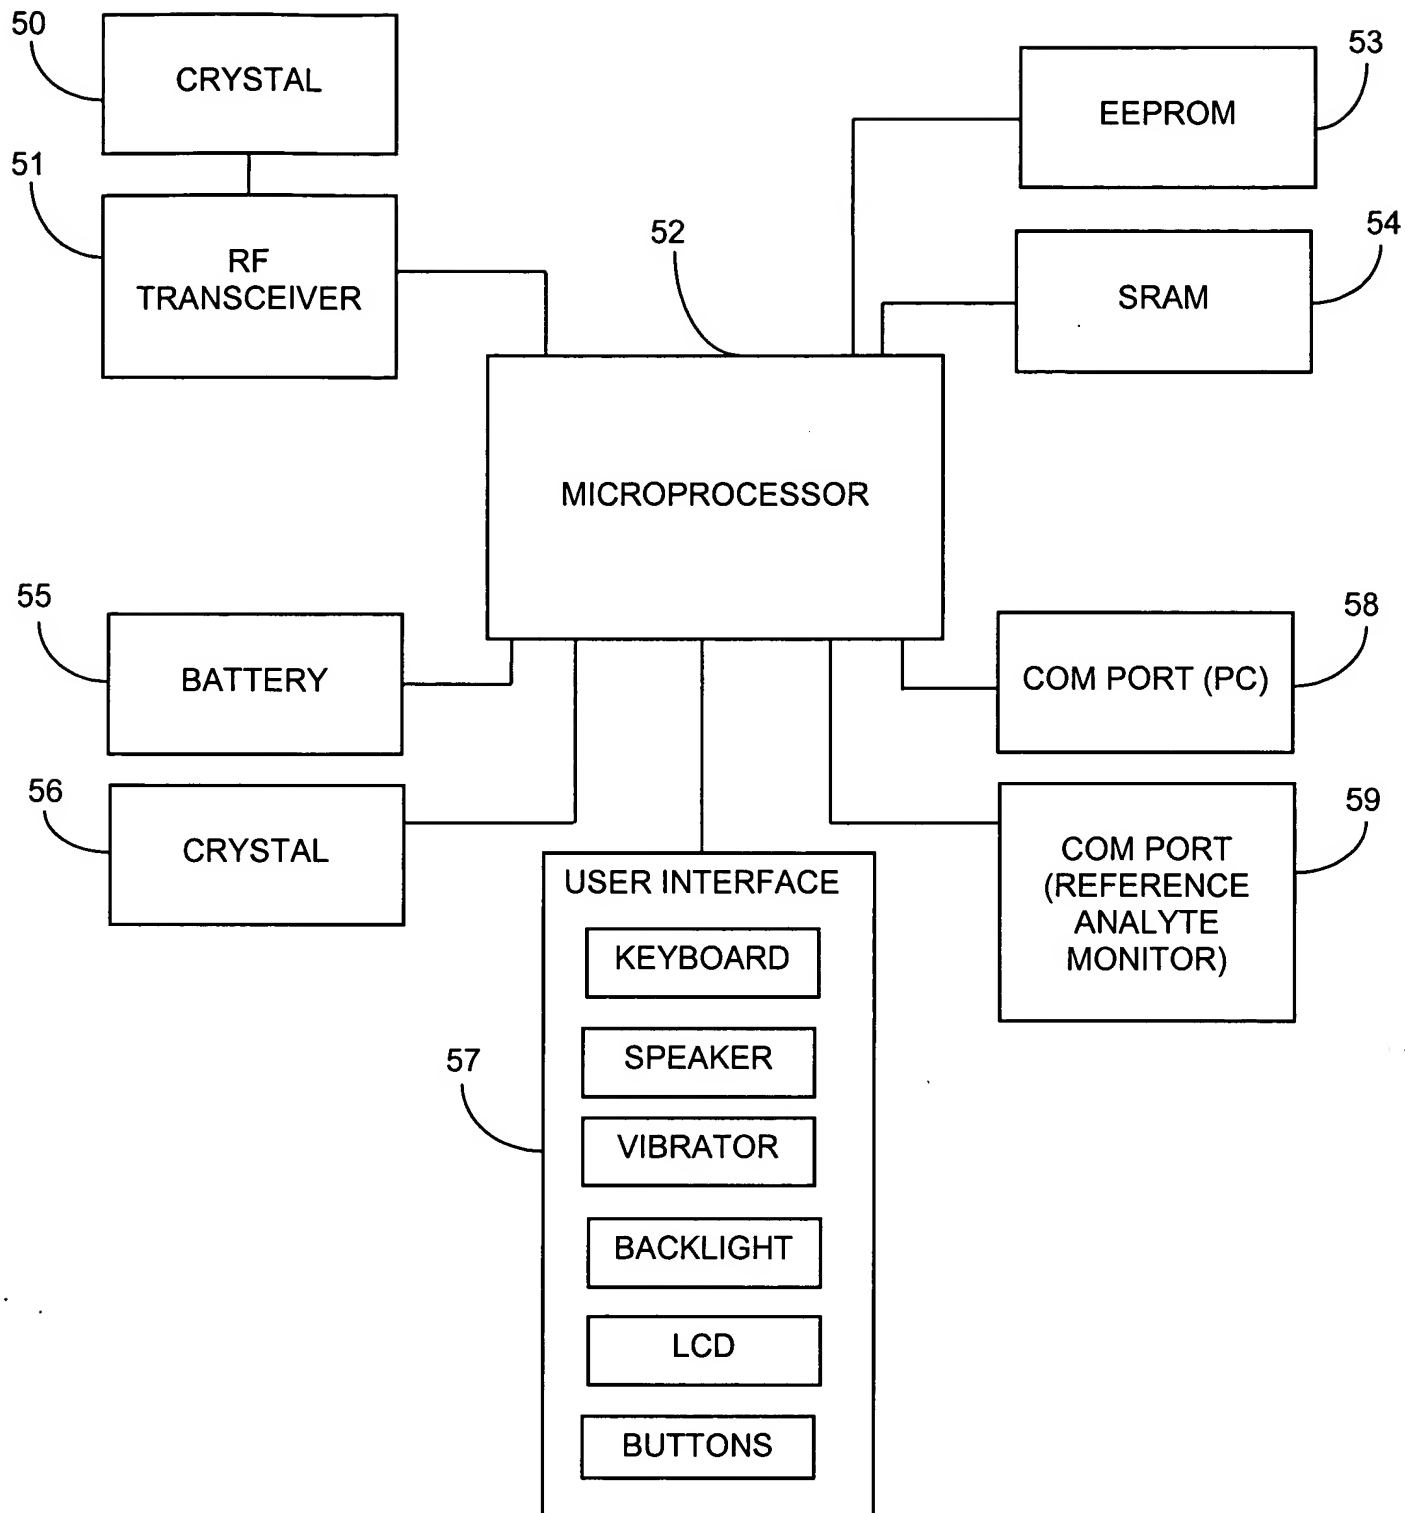 50
CRYSTAL
51
RF
TRANSCEIVER
52
53
EEPROM
54
SRAM
MICROPROCESSOR
55
BATTERY
56
CRYSTAL
58
COM PORT (PC)
59
COM PORT
(REFERENCE
ANALYTE
MONITOR)
57
USER INTERFACE
KEYBOARD
SPEAKER
VIBRATOR
BACKLIGHT
LCD
BUTTONS